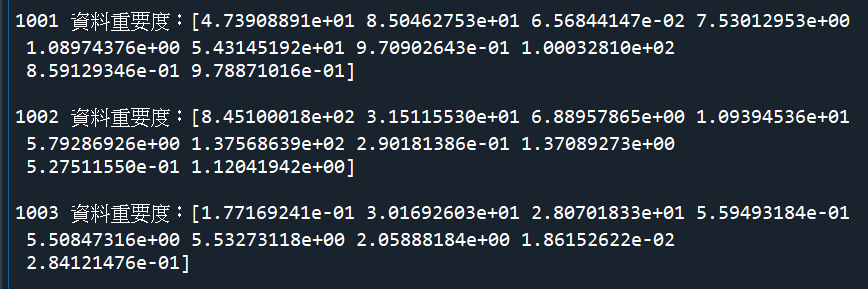 1001 資料重要度：[4.73908891e+01 8.50462753e+01 6.56844147e-02 7.53012953e+00
1.08974376e+00 5.43145192e+01 9.70902643e-01 1.00032810e+02
8.59129346e-01 9.78871016e-01]
1002 資料重要度：[8.45100018e+02 3.15115530e+01 6.88957865e+00 1.09394536e+01
5.79286926e+00 1.37568639e+02 2.90181386e-01 1.37089273e+00
5.27511550e-01 1.12041942e+00]
1003 資料重要度：[1.77169241e-01 3.01692603e+01 2.80701833e+01 5.59493184e-01
5.50847316e+00 5.53273118e+00 2.05888184e+00 1.86152622e-02
2.84121476e-01]